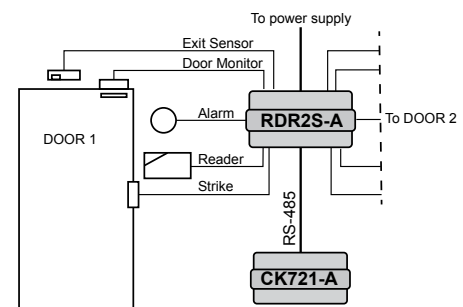 To power supply
Exit Sensor
Door Monitor
Alarm
RDR2S-A
To DOOR 2
DOOR 1
Reader
Strike
RS-485
CK721-A